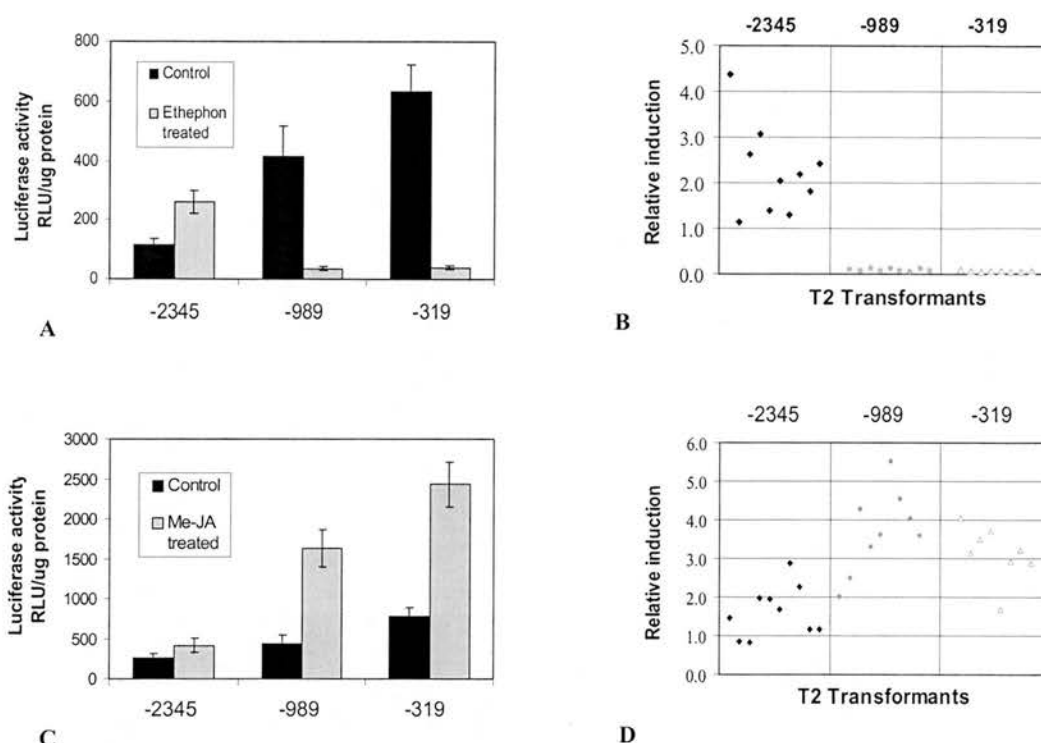 Luciferase activity
RLU/ug protein
800
600
400
200
0
Control
Ethephon
treated
-2345
-989
-319
A
-2345
-989
-319
Relative induction
5.0
4.0
3.0
2.0
1.0
0.0
T2 Transformants
B
Luciferase activity
RLU/ug protein
3000
2500
2000
1500
1000
500
0
Control
Me-JA
treated
-2345
-989
-319
C
-2345
-989
-319
Relative induction
6.0
5.0
4.0
3.0
2.0
1.0
0.0
T2 Transformants
D